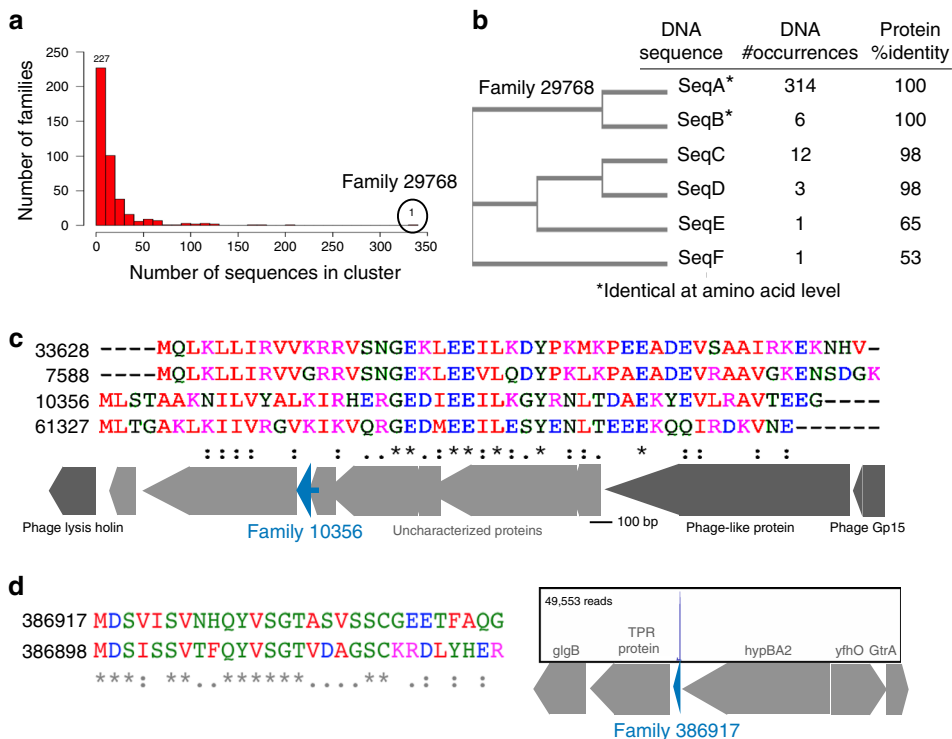 a
Number of families
250
200
150
100
50
0
227
Family 29768
1
0 50 100 150 200 250 300 350
Number of sequences in cluster
b
DNA sequence DNA #occurrences Protein %identity
Family 29768
SeqA* 314 100
SeqB* 6 100
SeqC 12 98
SeqD 3 98
SeqE 1 65
SeqF 1 53
*Identical at amino acid level
c
33628 ----MQLKLLIRVVKRRVSNGEKLEEILKDYPKMKPEEADEVSAAIRKEKNHV-
7588 ----MQLKLLIRVVGRRVSNGEKLEEVLQDYPKLKPAEADEVRAAVGKENSDGK
10356 MLSTAAKNILVYALKIRHERGEDIEEILKGYRNLTDAEKYEVLRAVTEEG----
61327 MLTGAKLKIIVRGVKIKVQRGEDMEEILESYENLTEEEKQQIRDKVNE------
:::: : ..**:**:*:.* :: * :: : :
Phage lysis holin
Family 10356
Uncharacterized proteins
100 bp
Phage-like protein
Phage Gp15
d
386917 MDSVISVNHQYVSGTASVSSCGEETFAQG
386898 MDSISSVTFQYVSGTVDAGSCKRDLYHER
***: **..******....** .: : :
49,553 reads
glgB
TPR protein
hypBA2
yfhO
GtrA
Family 386917